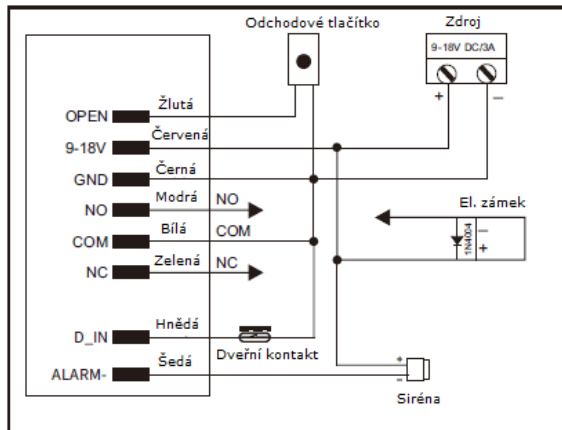 Odchodové tlačítko
Zdroj
9-18V DC/3A
+ −
OPEN Žlutá
9-18V Červená
GND Černá
NO Modrá NO
COM Bílá COM
NC Zelená NC
El. zámek
−
+
1N4004
D_IN Hnědá
Dveřní kontakt
ALARM- Šedá
+
−
Siréna